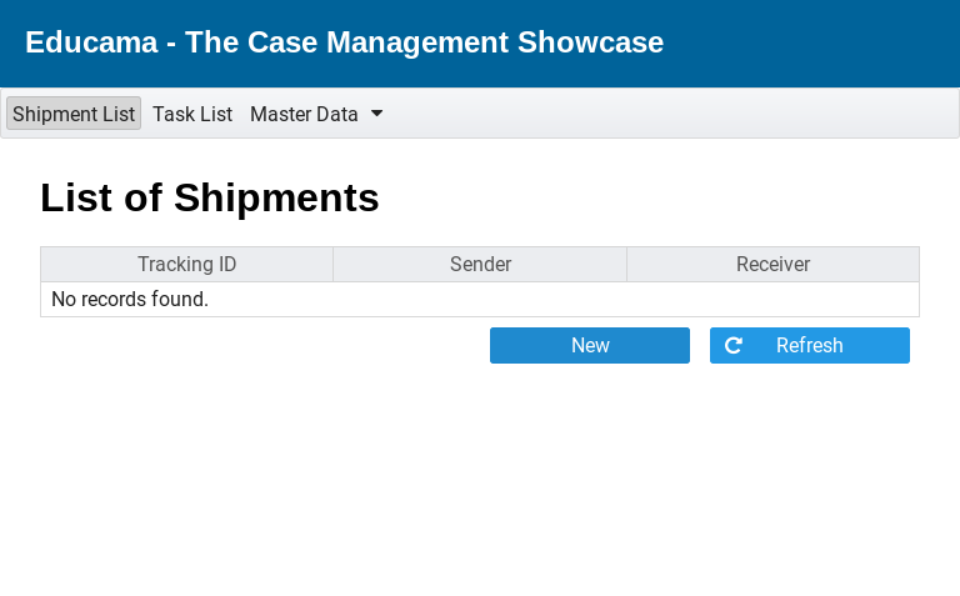 Educama - The Case Management Showcase
Shipment List Task List Master Data
List of Shipments
Tracking ID Sender Receiver
No records found.
New Refresh